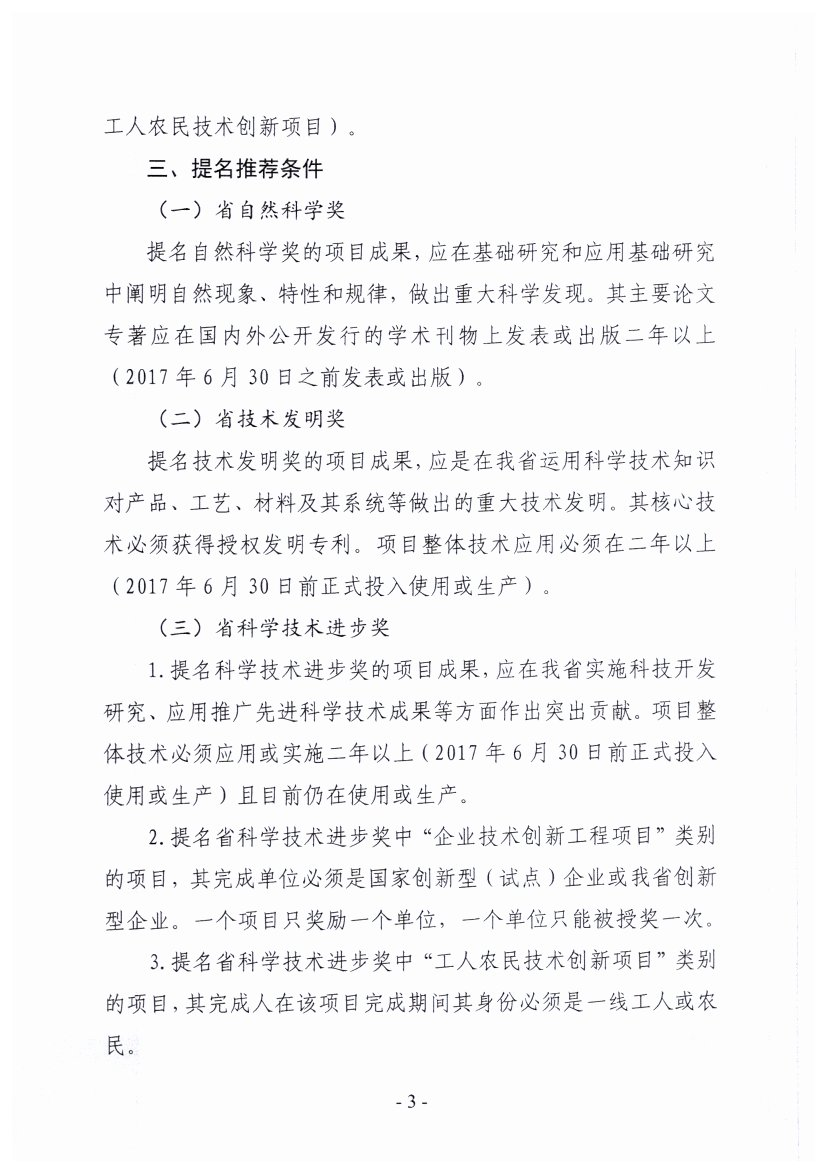 工人农民技术创新项目）。
三、提名推荐条件
（一）省自然科学奖
提名自然科学奖的项目成果，应在基础研究和应用基础研究
中阐明自然现象、特性和规律，做出重大科学发现。其主要论文
专著应在国内外公开发行的学术刊物上发表或出版二年以上
（2017 年 6 月 30 日之前发表或出版）。
（二）省技术发明奖
提名技术发明奖的项目成果，应是在我省运用科学技术知识
对产品、工艺、材料及其系统等做出的重大技术发明。其核心技
术必须获得授权发明专利。项目整体技术应用必须在二年以上
（2017 年 6 月 30 日前正式投入使用或生产）。
（三）省科学技术进步奖
1.提名科学技术进步奖的项目成果，应在我省实施科技开发
研究、应用推广先进科学技术成果等方面作出突出贡献。项目整
体技术必须应用或实施二年以上（2017 年 6 月 30 日前正式投入
使用或生产）且目前仍在使用或生产。
2.提名省科学技术进步奖中“企业技术创新工程项目”类别
的项目，其完成单位必须是国家创新型（试点）企业或我省创新
型企业。一个项目只奖励一个单位，一个单位只能被授奖一次。
3.提名省科学技术进步奖中“工人农民技术创新项目”类别
的项目，其完成人在该项目完成期间其身份必须是一线工人或农
民。
- 3 -